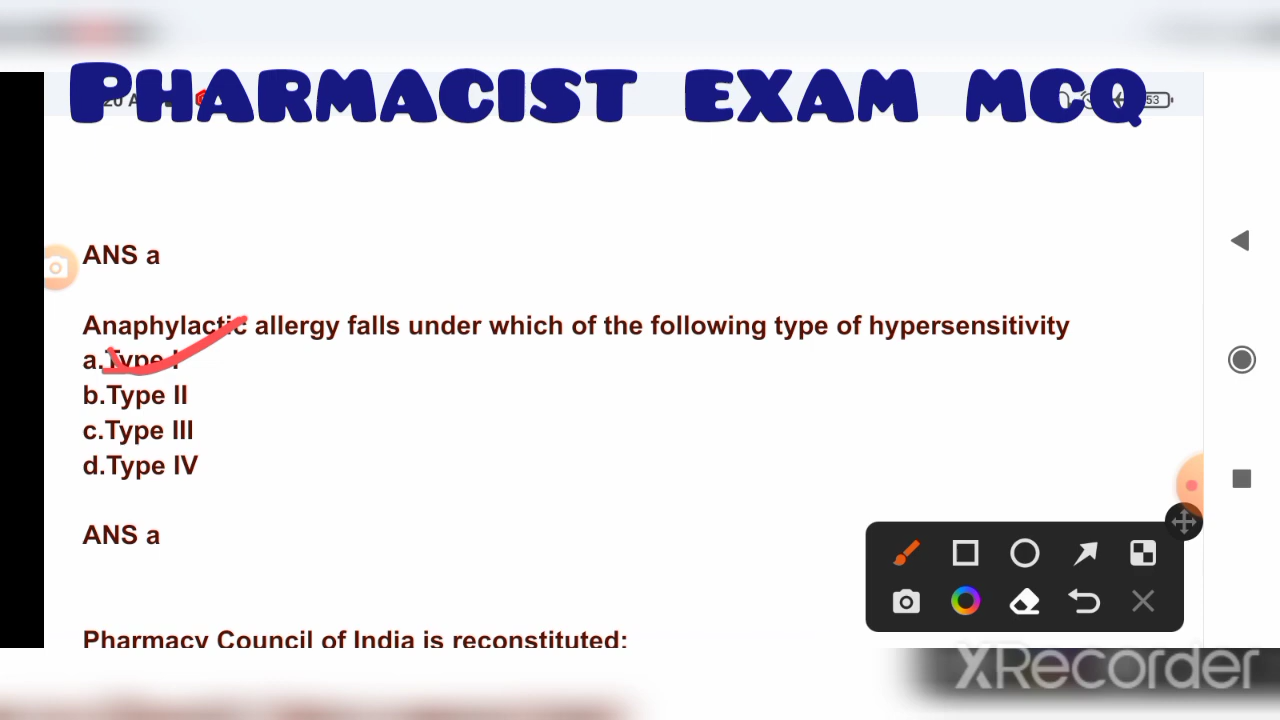 PHARMACIST EXAM MCQ
53
ANS a
Anaphylactic allergy falls under which of the following type of hypersensitivity
a.Type I
b.Type II
c.Type III
d.Type IV
ANS a
Pharmacy Council of India is reconstituted:
XRecorder